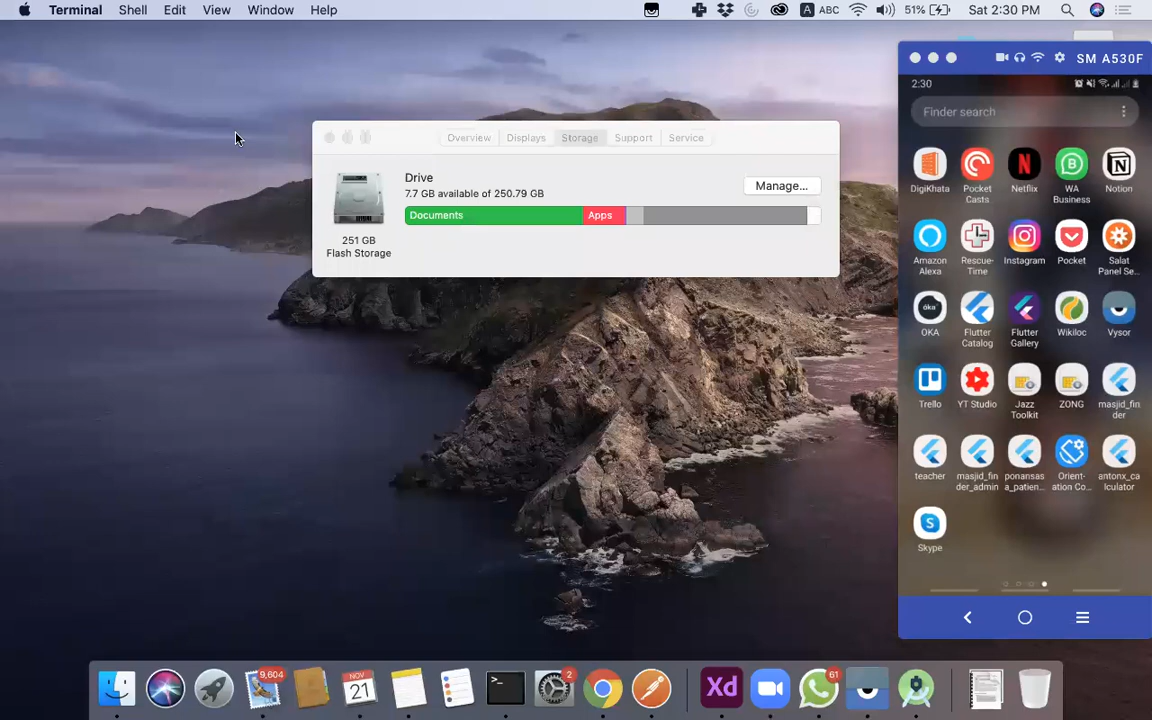 Terminal Shell Edit View Window Help
A ABC 51% Sat 2:30 PM
Overview Displays Storage Support Service
Drive
7.7 GB available of 250.79 GB
Manage...
Documents Apps
251 GB
Flash Storage
SM A530F
2:30
Finder search
DigiKhata
Pocket
Casts
Netflix
WA
Business
Notion
Amazon
Alexa
Rescue-
Time
Instagram
Pocket
Salat
Panel Se..
óka
OKA
Flutter
Catalog
Flutter
Gallery
Wikiloc
Vysor
Trello
YT Studio
Jazz
Toolkit
ZONG
masjid_fin
der
teacher
masjid_fin
der_admin
ponansas
a_patien...
Orient-
ation Co...
antonx_ca
lculator
Skype
9,604
NOV
21
>_
2
Xd
61